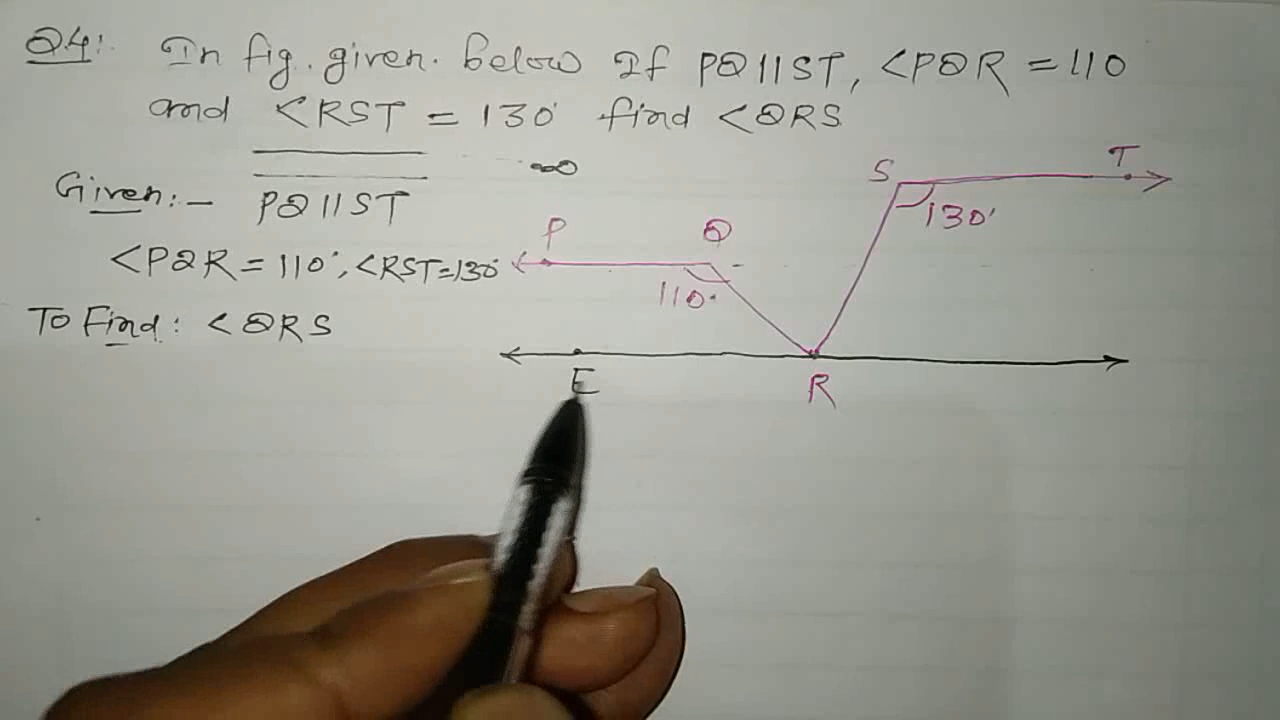 Q4:. In fig. given. below If PQ || ST, <PQR = 110
and <RST = 130° find <QRS
Given:- PQ || ST
<PQR = 110°, <RST=130°
To Find: <QRS
P
Q
110°
S
T
130°
E
R